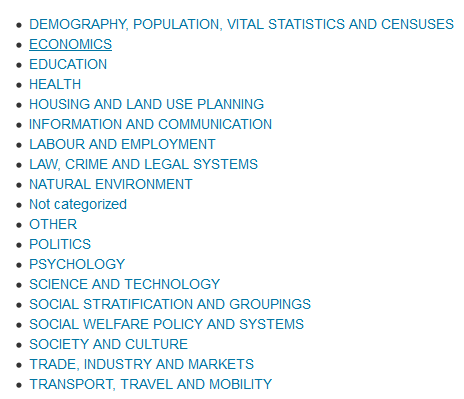 DEMOGRAPHY, POPULATION, VITAL STATISTICS AND CENSUSES
ECONOMICS
EDUCATION
HEALTH
HOUSING AND LAND USE PLANNING
INFORMATION AND COMMUNICATION
LABOUR AND EMPLOYMENT
LAW, CRIME AND LEGAL SYSTEMS
NATURAL ENVIRONMENT
Not categorized
OTHER
POLITICS
PSYCHOLOGY
SCIENCE AND TECHNOLOGY
SOCIAL STRATIFICATION AND GROUPINGS
SOCIAL WELFARE POLICY AND SYSTEMS
SOCIETY AND CULTURE
TRADE, INDUSTRY AND MARKETS
TRANSPORT, TRAVEL AND MOBILITY